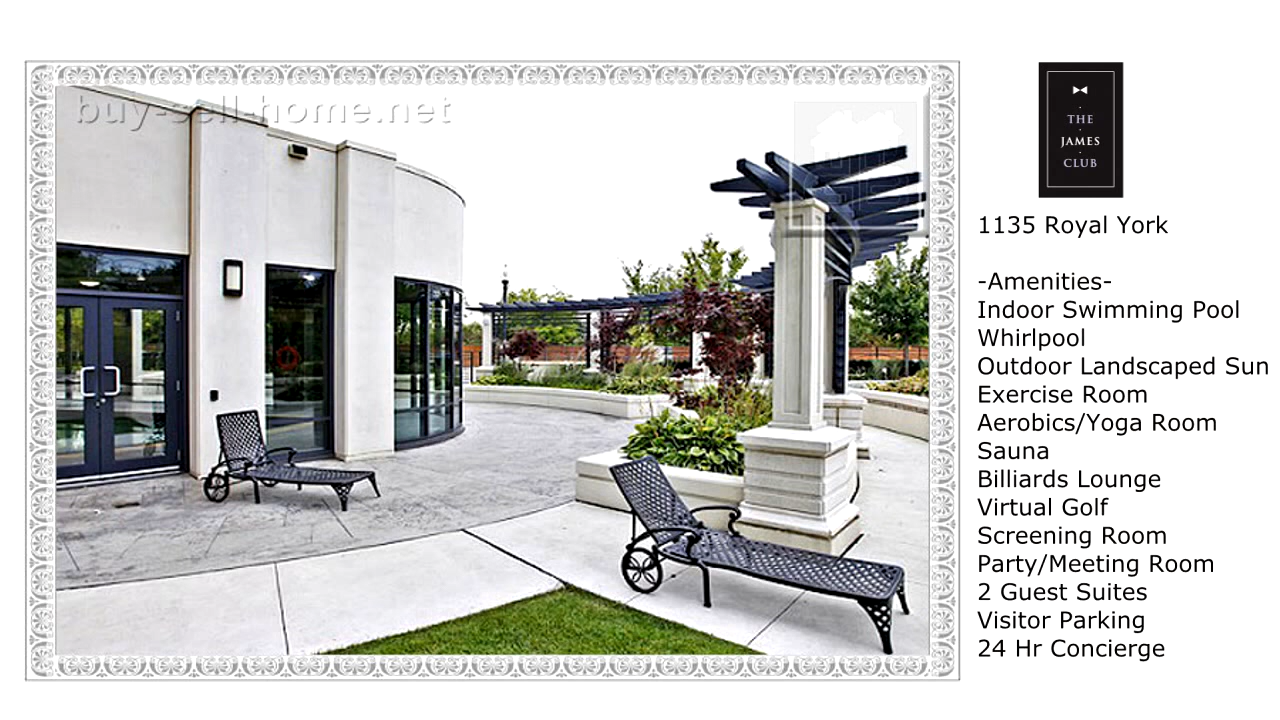 buy-sell-home.net
THE
JAMES
CLUB
1135 Royal York
-Amenities-
Indoor Swimming Pool
Whirlpool
Outdoor Landscaped Sun
Exercise Room
Aerobics/Yoga Room
Sauna
Billiards Lounge
Virtual Golf
Screening Room
Party/Meeting Room
2 Guest Suites
Visitor Parking
24 Hr Concierge